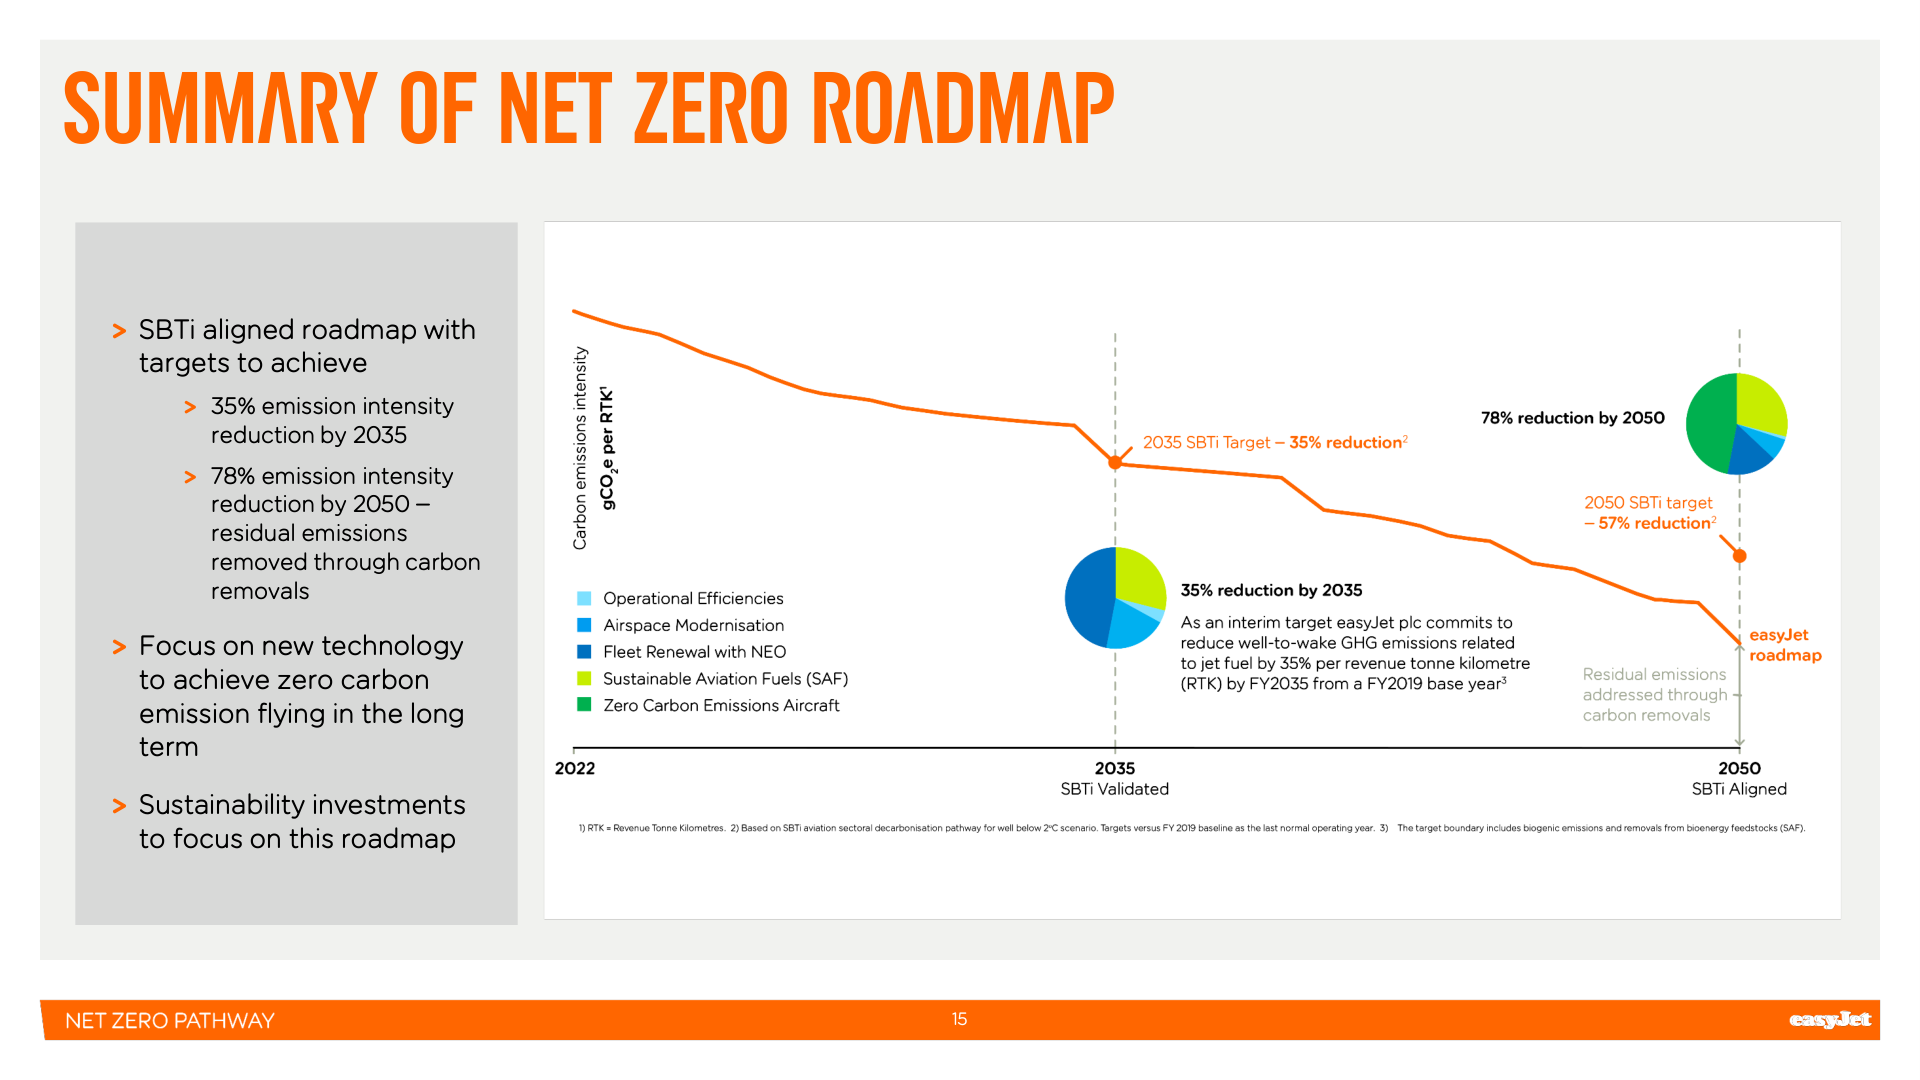 SUMMARY OF NET ZERO ROADMAP
> SBTi aligned roadmap with
targets to achieve
> 35% emission intensity
reduction by 2035
> 78% emission intensity
reduction by 2050 –
residual emissions
removed through carbon
removals
> Focus on new technology
to achieve zero carbon
emission flying in the long
term
> Sustainability investments
to focus on this roadmap
Carbon emissions intensity
gCO₂e per RTK¹
2035 SBTi Target – 35% reduction²
78% reduction by 2050
2050 SBTi target
– 57% reduction²
Operational Efficiencies
Airspace Modernisation
Fleet Renewal with NEO
Sustainable Aviation Fuels (SAF)
Zero Carbon Emissions Aircraft
35% reduction by 2035
As an interim target easyJet plc commits to
reduce well-to-wake GHG emissions related
to jet fuel by 35% per revenue tonne kilometre
(RTK) by FY2035 from a FY2019 base year³
easyJet
roadmap
Residual emissions
addressed through
carbon removals
2022
2035
SBTi Validated
2050
SBTi Aligned
1) RTK = Revenue Tonne Kilometres. 2) Based on SBTi aviation sectoral decarbonisation pathway for well below 2ºC scenario. Targets versus FY 2019 baseline as the last normal operating year. 3) The target boundary includes biogenic emissions and removals from bioenergy feedstocks (SAF).
NET ZERO PATHWAY
15
easyJet